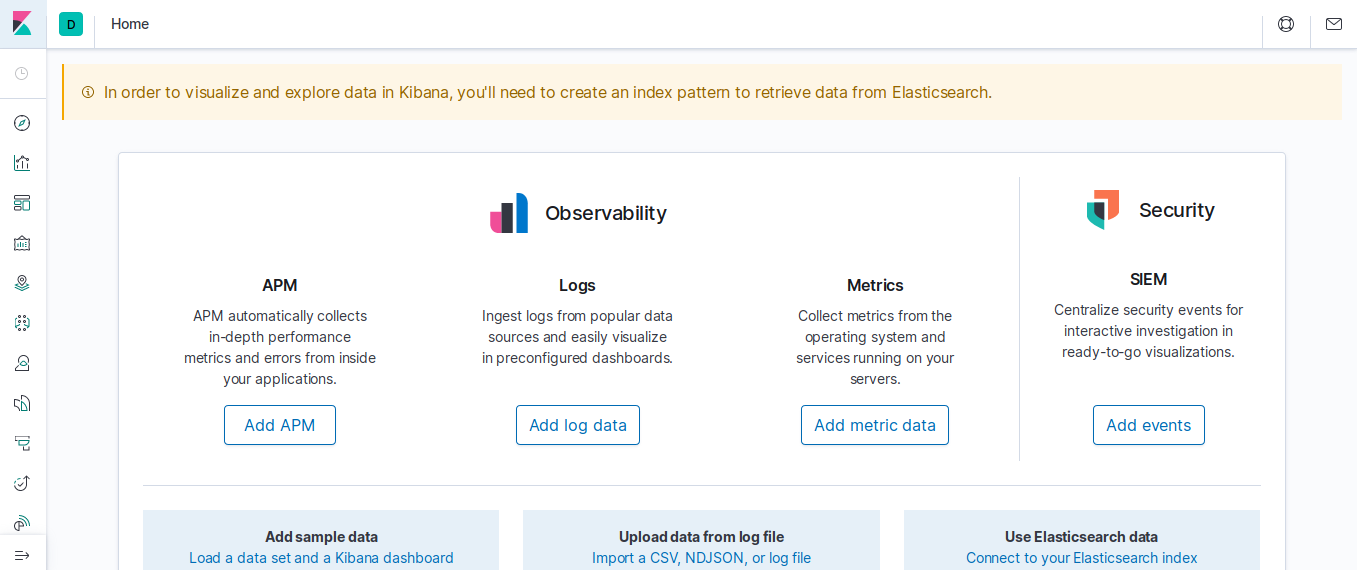 D
Home
In order to visualize and explore data in Kibana, you'll need to create an index pattern to retrieve data from Elasticsearch.
Observability
APM
APM automatically collects
in-depth performance
metrics and errors from inside
your applications.
Add APM
Logs
Ingest logs from popular data
sources and easily visualize
in preconfigured dashboards.
Add log data
Metrics
Collect metrics from the
operating system and
services running on your
servers.
Add metric data
Security
SIEM
Centralize security events for
interactive investigation in
ready-to-go visualizations.
Add events
Add sample data
Load a data set and a Kibana dashboard
Upload data from log file
Import a CSV, NDJSON, or log file
Use Elasticsearch data
Connect to your Elasticsearch index